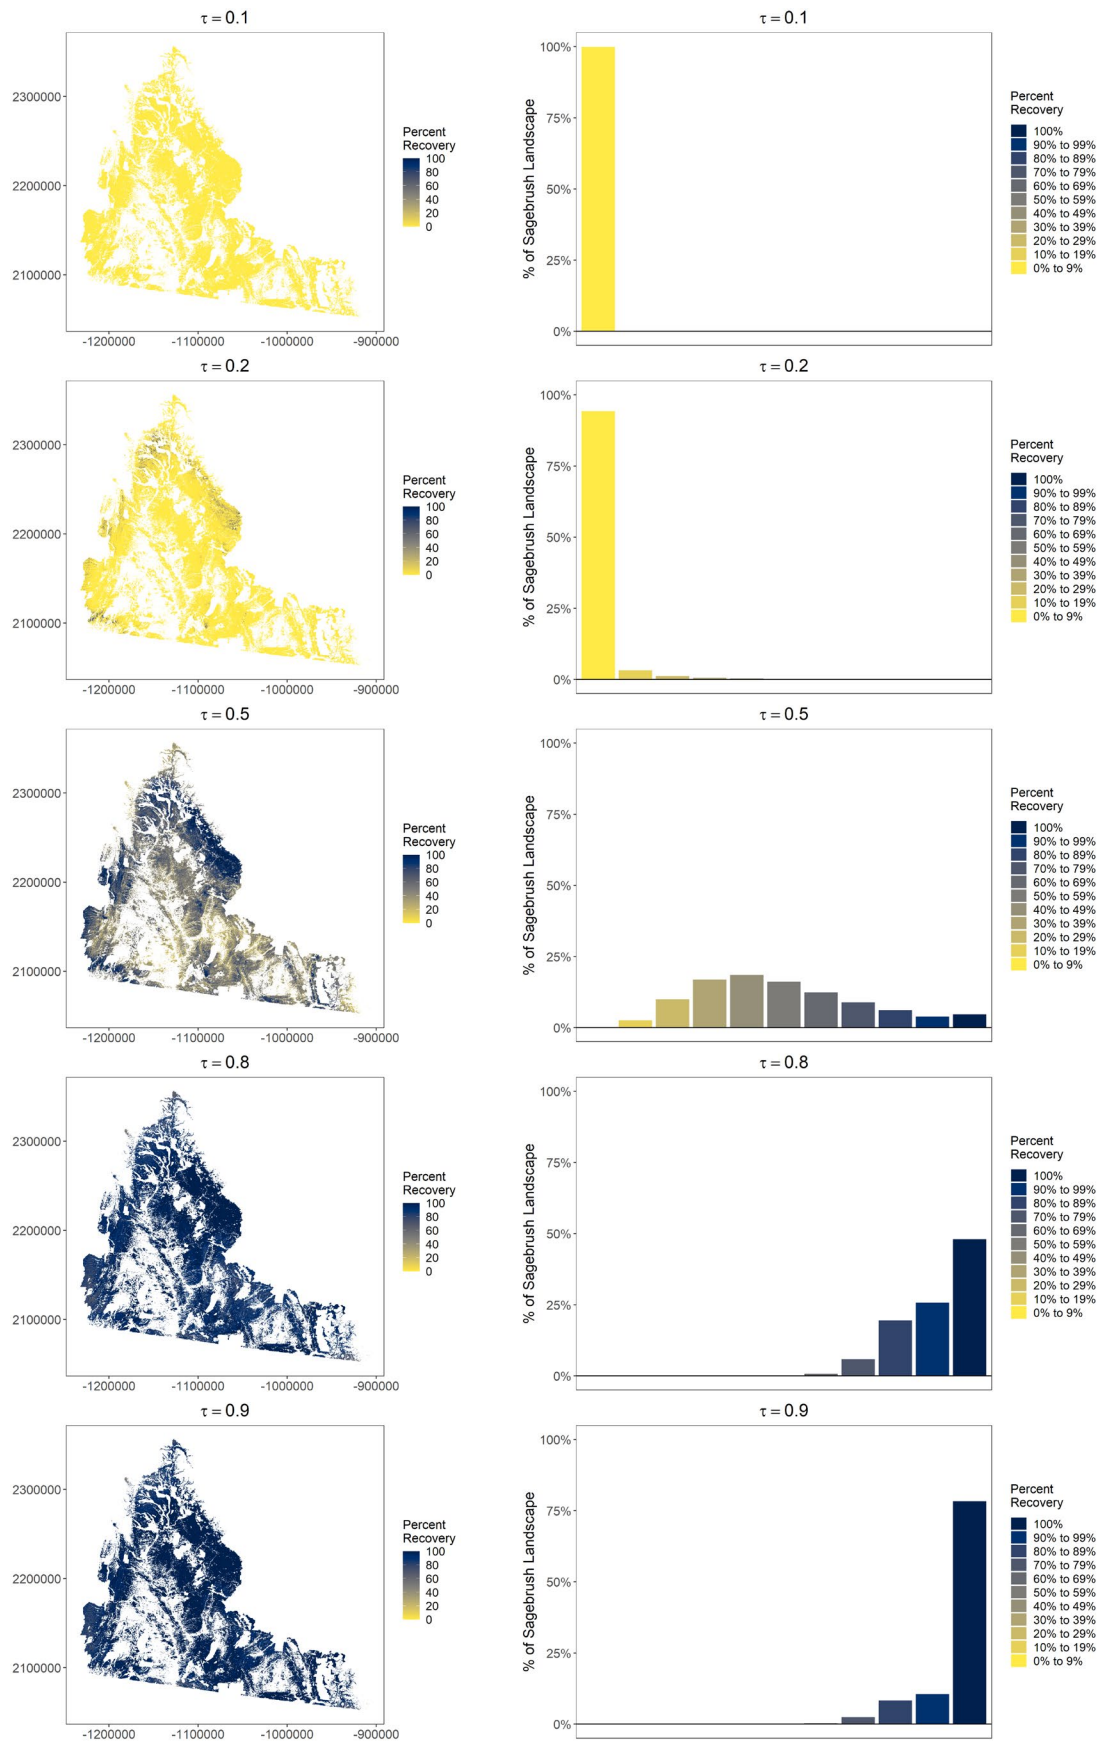 τ = 0.1
2300000
2200000
2100000
-1200000 -1100000 -1000000 -900000
Percent
Recovery
100
80
60
40
20
0
τ = 0.1
% of Sagebrush Landscape
100%
75%
50%
25%
0%
Percent
Recovery
100%
90% to 99%
80% to 89%
70% to 79%
60% to 69%
50% to 59%
40% to 49%
30% to 39%
20% to 29%
10% to 19%
0% to 9%
τ = 0.2
2300000
2200000
2100000
-1200000 -1100000 -1000000 -900000
Percent
Recovery
100
80
60
40
20
0
τ = 0.2
% of Sagebrush Landscape
100%
75%
50%
25%
0%
Percent
Recovery
100%
90% to 99%
80% to 89%
70% to 79%
60% to 69%
50% to 59%
40% to 49%
30% to 39%
20% to 29%
10% to 19%
0% to 9%
τ = 0.5
2300000
2200000
2100000
-1200000 -1100000 -1000000 -900000
Percent
Recovery
100
80
60
40
20
0
τ = 0.5
% of Sagebrush Landscape
100%
75%
50%
25%
0%
Percent
Recovery
100%
90% to 99%
80% to 89%
70% to 79%
60% to 69%
50% to 59%
40% to 49%
30% to 39%
20% to 29%
10% to 19%
0% to 9%
τ = 0.8
2300000
2200000
2100000
-1200000 -1100000 -1000000 -900000
Percent
Recovery
100
80
60
40
20
0
τ = 0.8
% of Sagebrush Landscape
100%
75%
50%
25%
0%
Percent
Recovery
100%
90% to 99%
80% to 89%
70% to 79%
60% to 69%
50% to 59%
40% to 49%
30% to 39%
20% to 29%
10% to 19%
0% to 9%
τ = 0.9
2300000
2200000
2100000
-1200000 -1100000 -1000000 -900000
Percent
Recovery
100
80
60
40
20
0
τ = 0.9
% of Sagebrush Landscape
100%
75%
50%
25%
0%
Percent
Recovery
100%
90% to 99%
80% to 89%
70% to 79%
60% to 69%
50% to 59%
40% to 49%
30% to 39%
20% to 29%
10% to 19%
0% to 9%